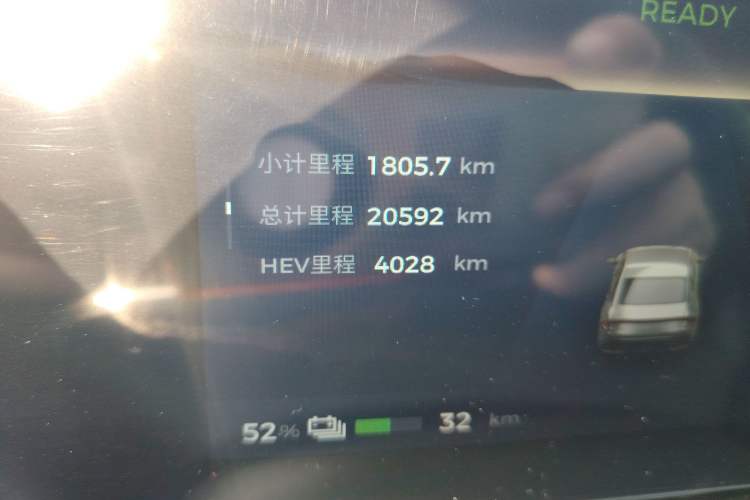 READY
小计里程 1805.7 km
总计里程 20592 km
HEV里程 4028 km
52% 32 km